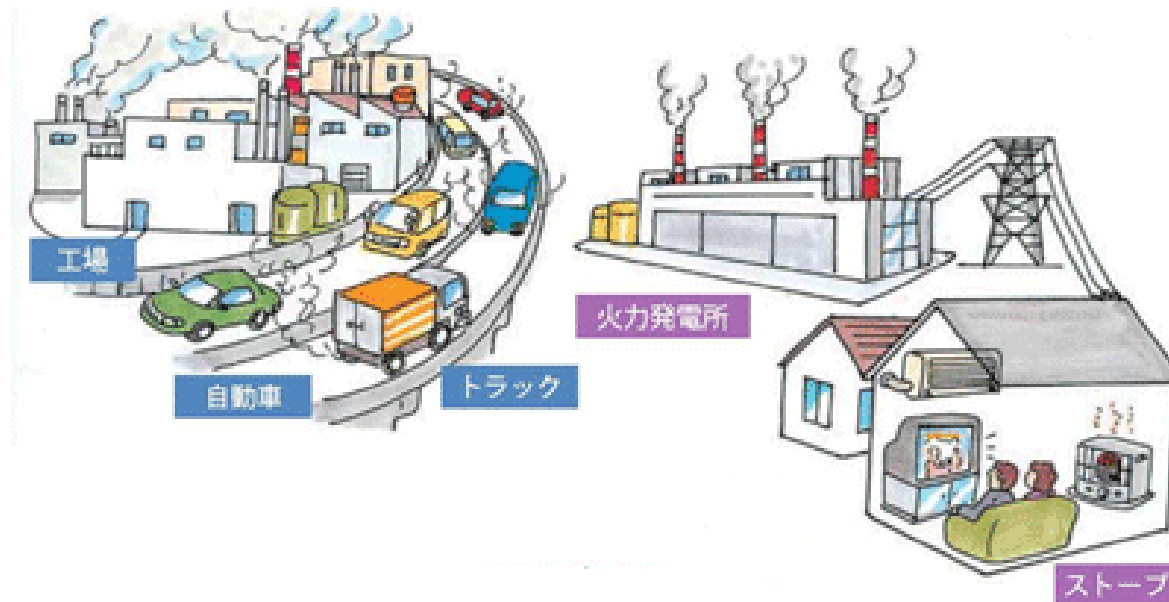 工場
自動車
トラック
火力発電所
ストーブ